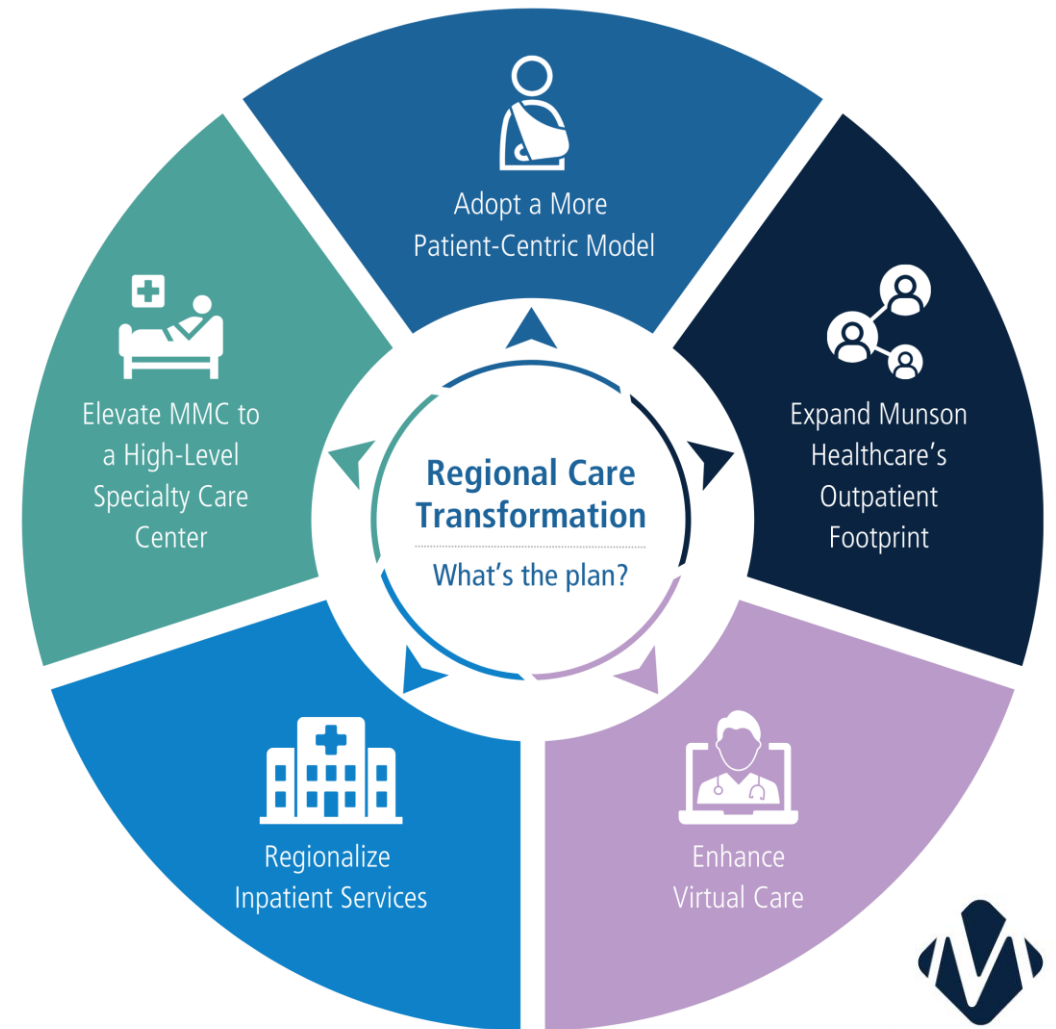 Adopt a More
Patient-Centric Model
Expand Munson
Healthcare's
Outpatient
Footprint
Enhance
Virtual Care
Regionalize
Inpatient Services
Elevate MMC to
a High-Level
Specialty Care
Center
Regional Care
Transformation
What's the plan?